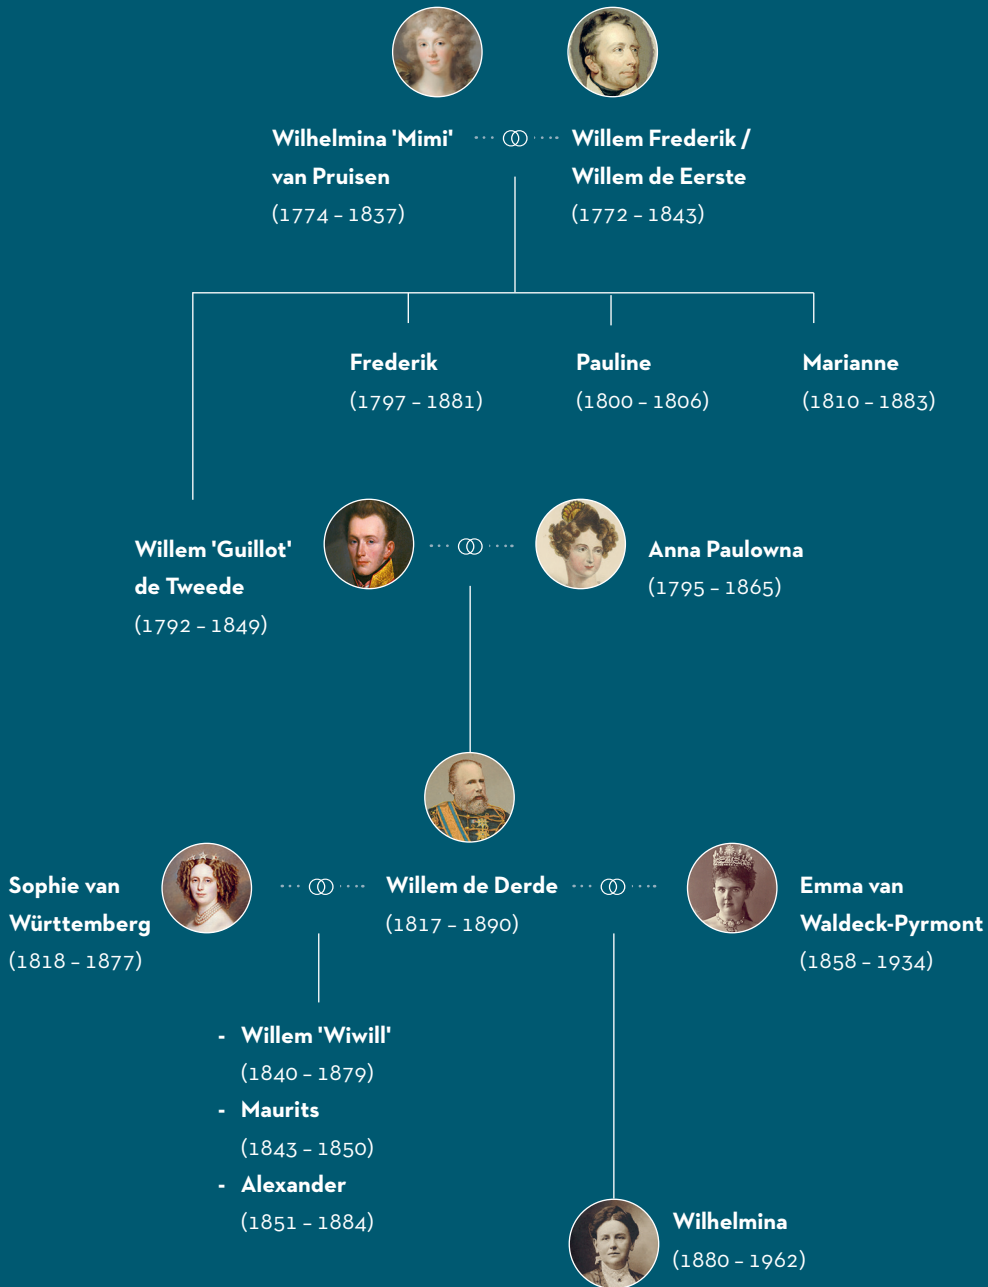 Wilhelmina 'Mimi'
van Pruisen
(1774 – 1837)
Willem Frederik /
Willem de Eerste
(1772 – 1843)
Frederik
(1797 – 1881)
Pauline
(1800 – 1806)
Marianne
(1810 – 1883)
Willem 'Guillot'
de Tweede
(1792 – 1849)
Anna Paulowna
(1795 – 1865)
Sophie van
Württemberg
(1818 – 1877)
Willem de Derde
(1817 – 1890)
Emma van
Waldeck-Pyrmont
(1858 – 1934)
- Willem 'Wiwill'
(1840 – 1879)
- Maurits
(1843 – 1850)
- Alexander
(1851 – 1884)
Wilhelmina
(1880 – 1962)